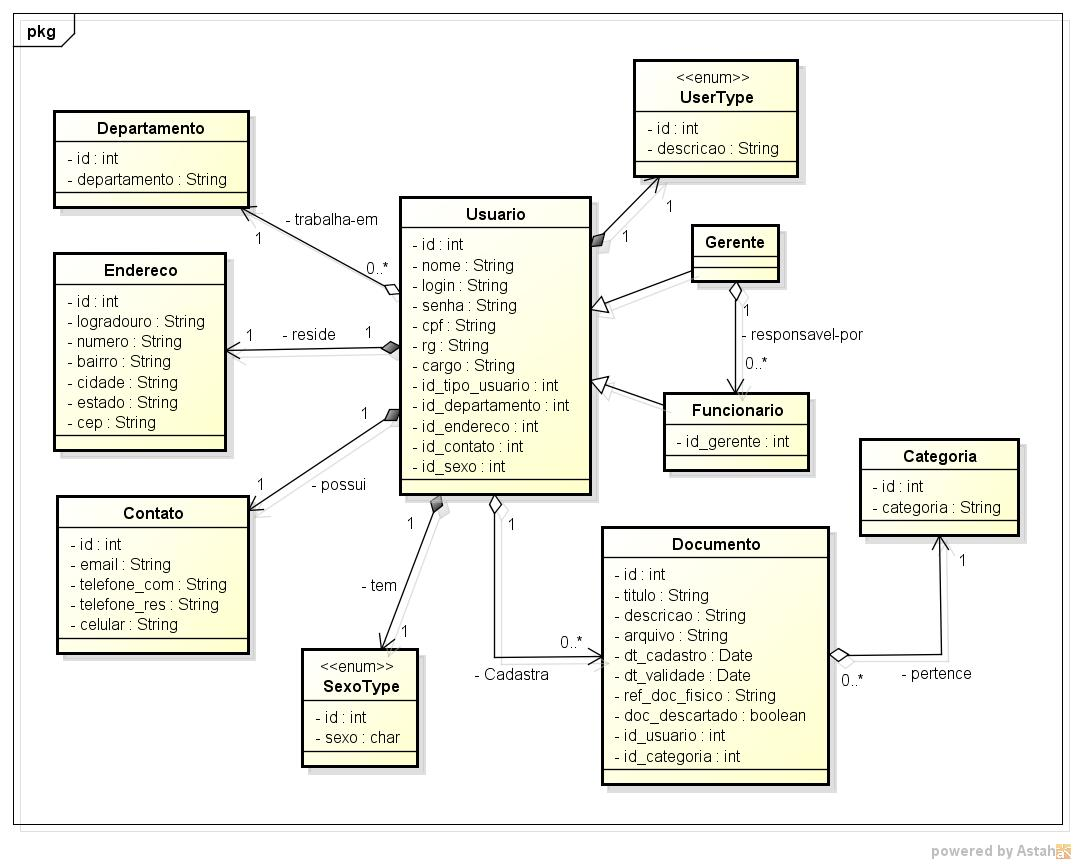 pkg
<<enum>>
UserType
- id : int
- descricao : String
Departamento
- id : int
- departamento : String
- trabalha-em
1
0..*
Usuario
- id : int
- nome : String
- login : String
- senha : String
- cpf : String
- rg : String
- cargo : String
- id_tipo_usuario : int
- id_departamento : int
- id_endereco : int
- id_contato : int
- id_sexo : int
1
1
Gerente
1
- responsavel-por
0..*
Funcionario
- id_gerente : int
Endereco
- id : int
- logradouro : String
- numero : String
- bairro : String
- cidade : String
- estado : String
- cep : String
1
- reside
1
1
1
- possui
Contato
- id : int
- email : String
- telefone_com : String
- telefone_res : String
- celular : String
1
- tem
1
<<enum>>
SexoType
- id : int
- sexo : char
1
0..*
- Cadastra
Documento
- id : int
- titulo : String
- descricao : String
- arquivo : String
- dt_cadastro : Date
- dt_validade : Date
- ref_doc_fisico : String
- doc_descartado : boolean
- id_usuario : int
- id_categoria : int
Categoria
- id : int
- categoria : String
1
0..*
- pertence
powered by Astah